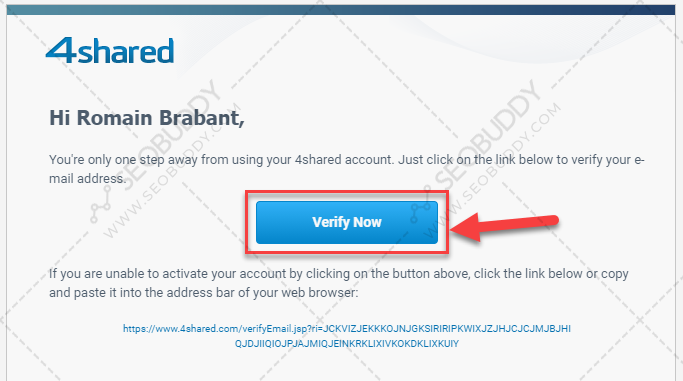 4shared
Hi Romain Brabant,
You're only one step away from using your 4shared account. Just click on the link below to verify your e-
mail address.
Verify Now
If you are unable to activate your account by clicking on the button above, click the link below or copy
and paste it into the address bar of your web browser:
https://www.4shared.com/verifyEmail.jsp?ri=JCKVIZJEKKKOJNJGKSIRIRIPKWIXJZJHJCJCJMJBJHI
QJDJIIQIOJPJAJMIQJEINKRKLIXIVKOKDKLIXKUIY
SEOBUDDY
WWW.SEOBUDDY.COM
SEOBUDDY
WWW.SEOBUDDY.COM